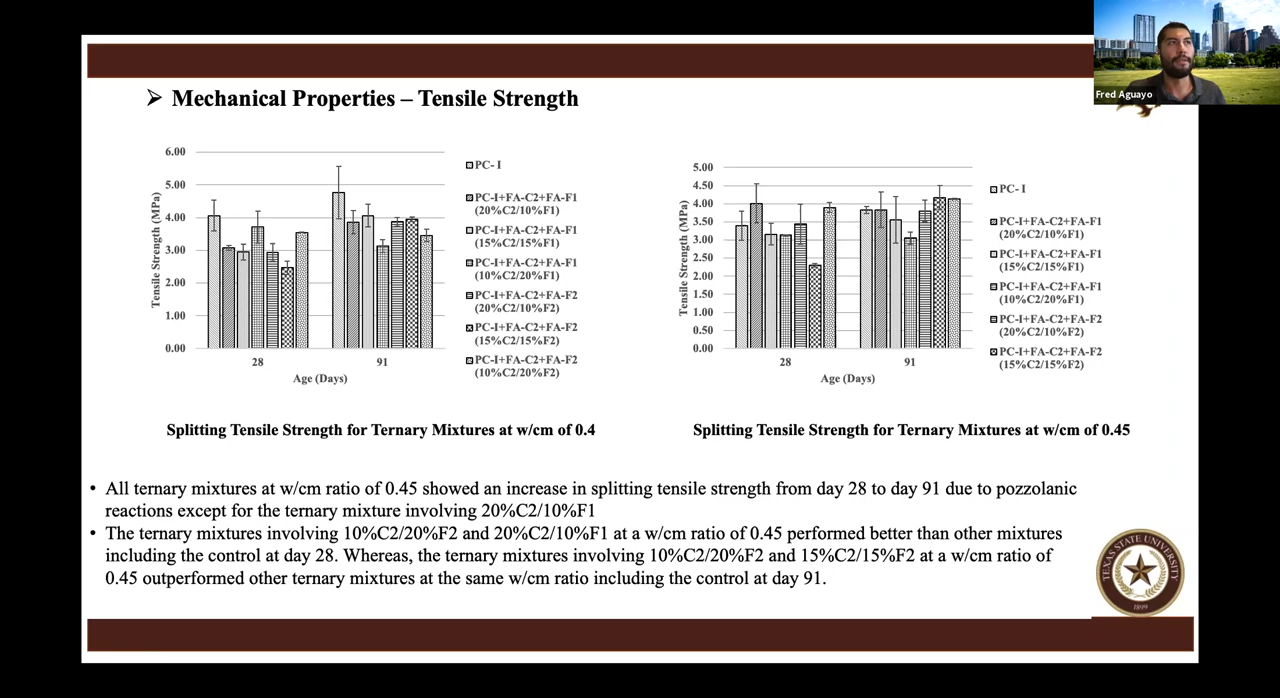 Fred Aguayo
➢ Mechanical Properties – Tensile Strength
6.00
5.00
4.00
3.00
2.00
1.00
0.00
Tensile Strength (MPa)
28
91
Age (Days)
PC- I
PC-I+FA-C2+FA-F1
(20%C2/10%F1)
PC-I+FA-C2+FA-F1
(15%C2/15%F1)
PC-I+FA-C2+FA-F1
(10%C2/20%F1)
PC-I+FA-C2+FA-F2
(20%C2/10%F2)
PC-I+FA-C2+FA-F2
(15%C2/15%F2)
PC-I+FA-C2+FA-F2
(10%C2/20%F2)
Splitting Tensile Strength for Ternary Mixtures at w/cm of 0.4
5.00
4.50
4.00
3.50
3.00
2.50
2.00
1.50
1.00
0.50
0.00
Tensile Strength (MPa)
28
91
Age (Days)
PC- I
PC-I+FA-C2+FA-F1
(20%C2/10%F1)
PC-I+FA-C2+FA-F1
(15%C2/15%F1)
PC-I+FA-C2+FA-F1
(10%C2/20%F1)
PC-I+FA-C2+FA-F2
(20%C2/10%F2)
PC-I+FA-C2+FA-F2
(15%C2/15%F2)
Splitting Tensile Strength for Ternary Mixtures at w/cm of 0.45
• All ternary mixtures at w/cm ratio of 0.45 showed an increase in splitting tensile strength from day 28 to day 91 due to pozzolanic
reactions except for the ternary mixture involving 20%C2/10%F1
• The ternary mixtures involving 10%C2/20%F2 and 20%C2/10%F1 at a w/cm ratio of 0.45 performed better than other mixtures
including the control at day 28. Whereas, the ternary mixtures involving 10%C2/20%F2 and 15%C2/15%F2 at a w/cm ratio of
0.45 outperformed other ternary mixtures at the same w/cm ratio including the control at day 91.
TEXAS STATE UNIVERSITY
1899